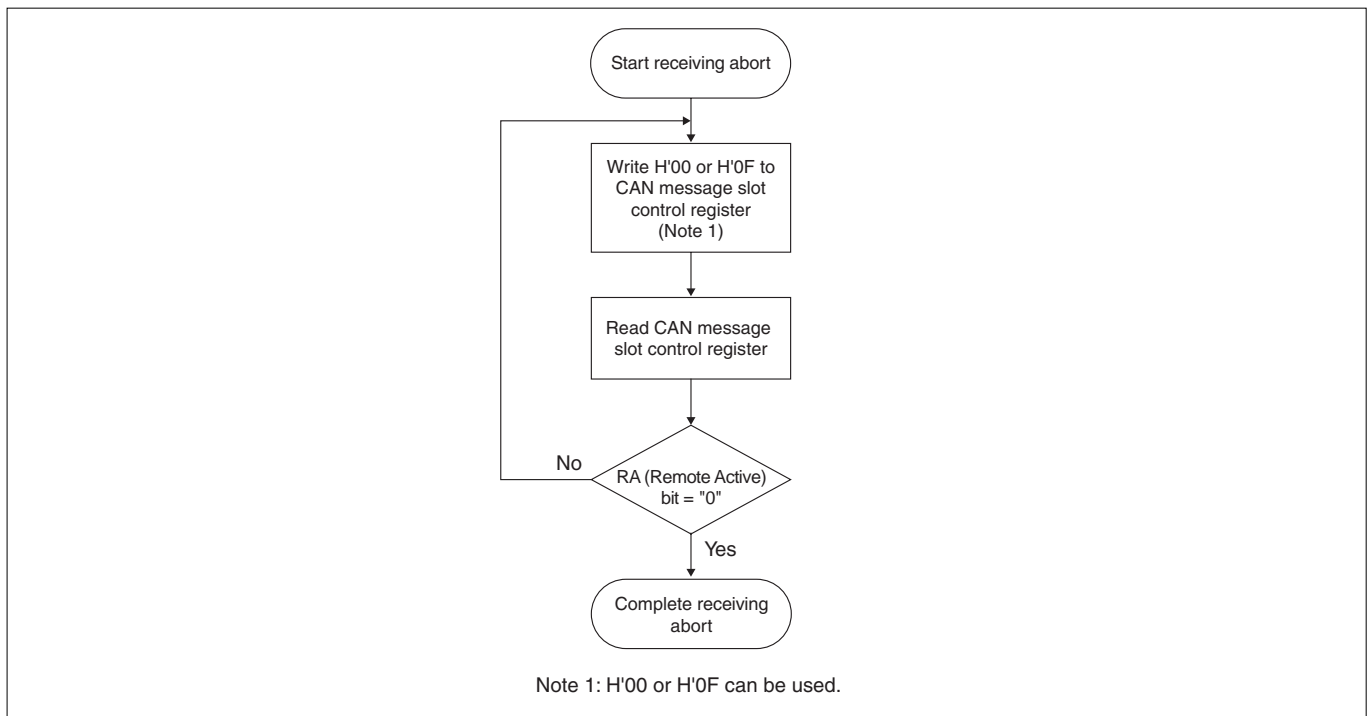 Start receiving abort
Write H'00 or H'0F to
CAN message slot
control register
(Note 1)
Read CAN message
slot control register
No
RA (Remote Active)
bit = "0"
Yes
Complete receiving
abort
Note 1: H'00 or H'0F can be used.